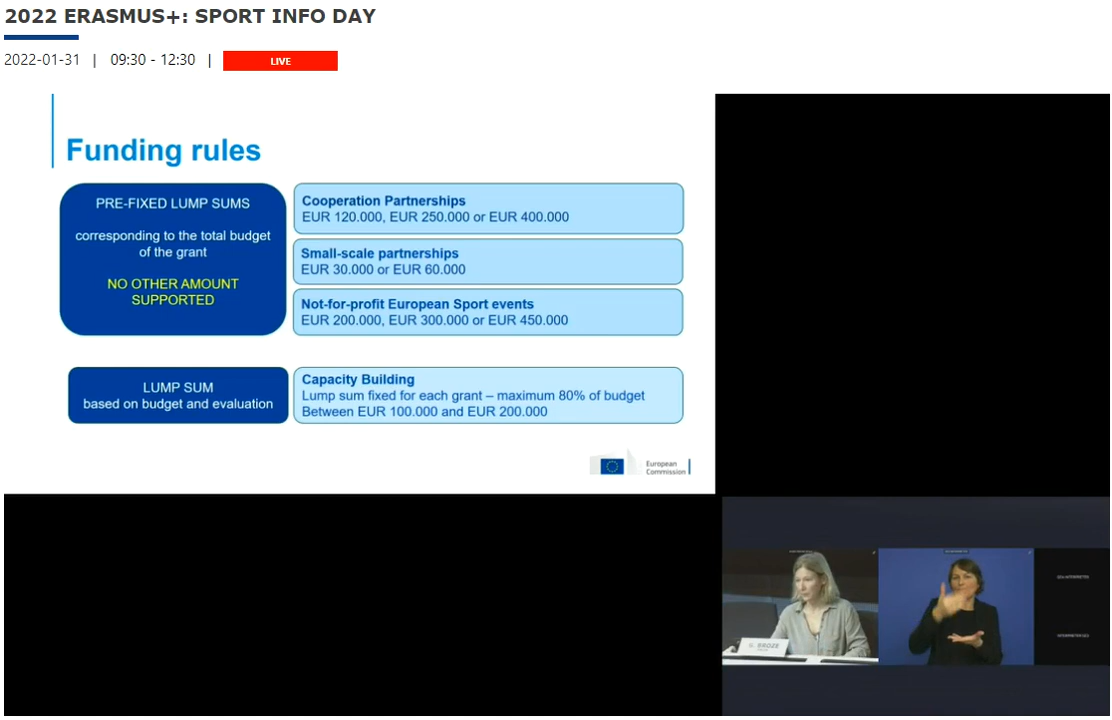 2022 ERASMUS+: SPORT INFO DAY
2022-01-31 | 09:30 - 12:30 | LIVE
Funding rules
PRE-FIXED LUMP SUMS
corresponding to the total budget
of the grant
NO OTHER AMOUNT
SUPPORTED
Cooperation Partnerships
EUR 120.000, EUR 250.000 or EUR 400.000
Small-scale partnerships
EUR 30.000 or EUR 60.000
Not-for-profit European Sport events
EUR 200.000, EUR 300.000 or EUR 450.000
LUMP SUM
based on budget and evaluation
Capacity Building
Lump sum fixed for each grant – maximum 80% of budget
Between EUR 100.000 and EUR 200.000
European
Commission
BROZE